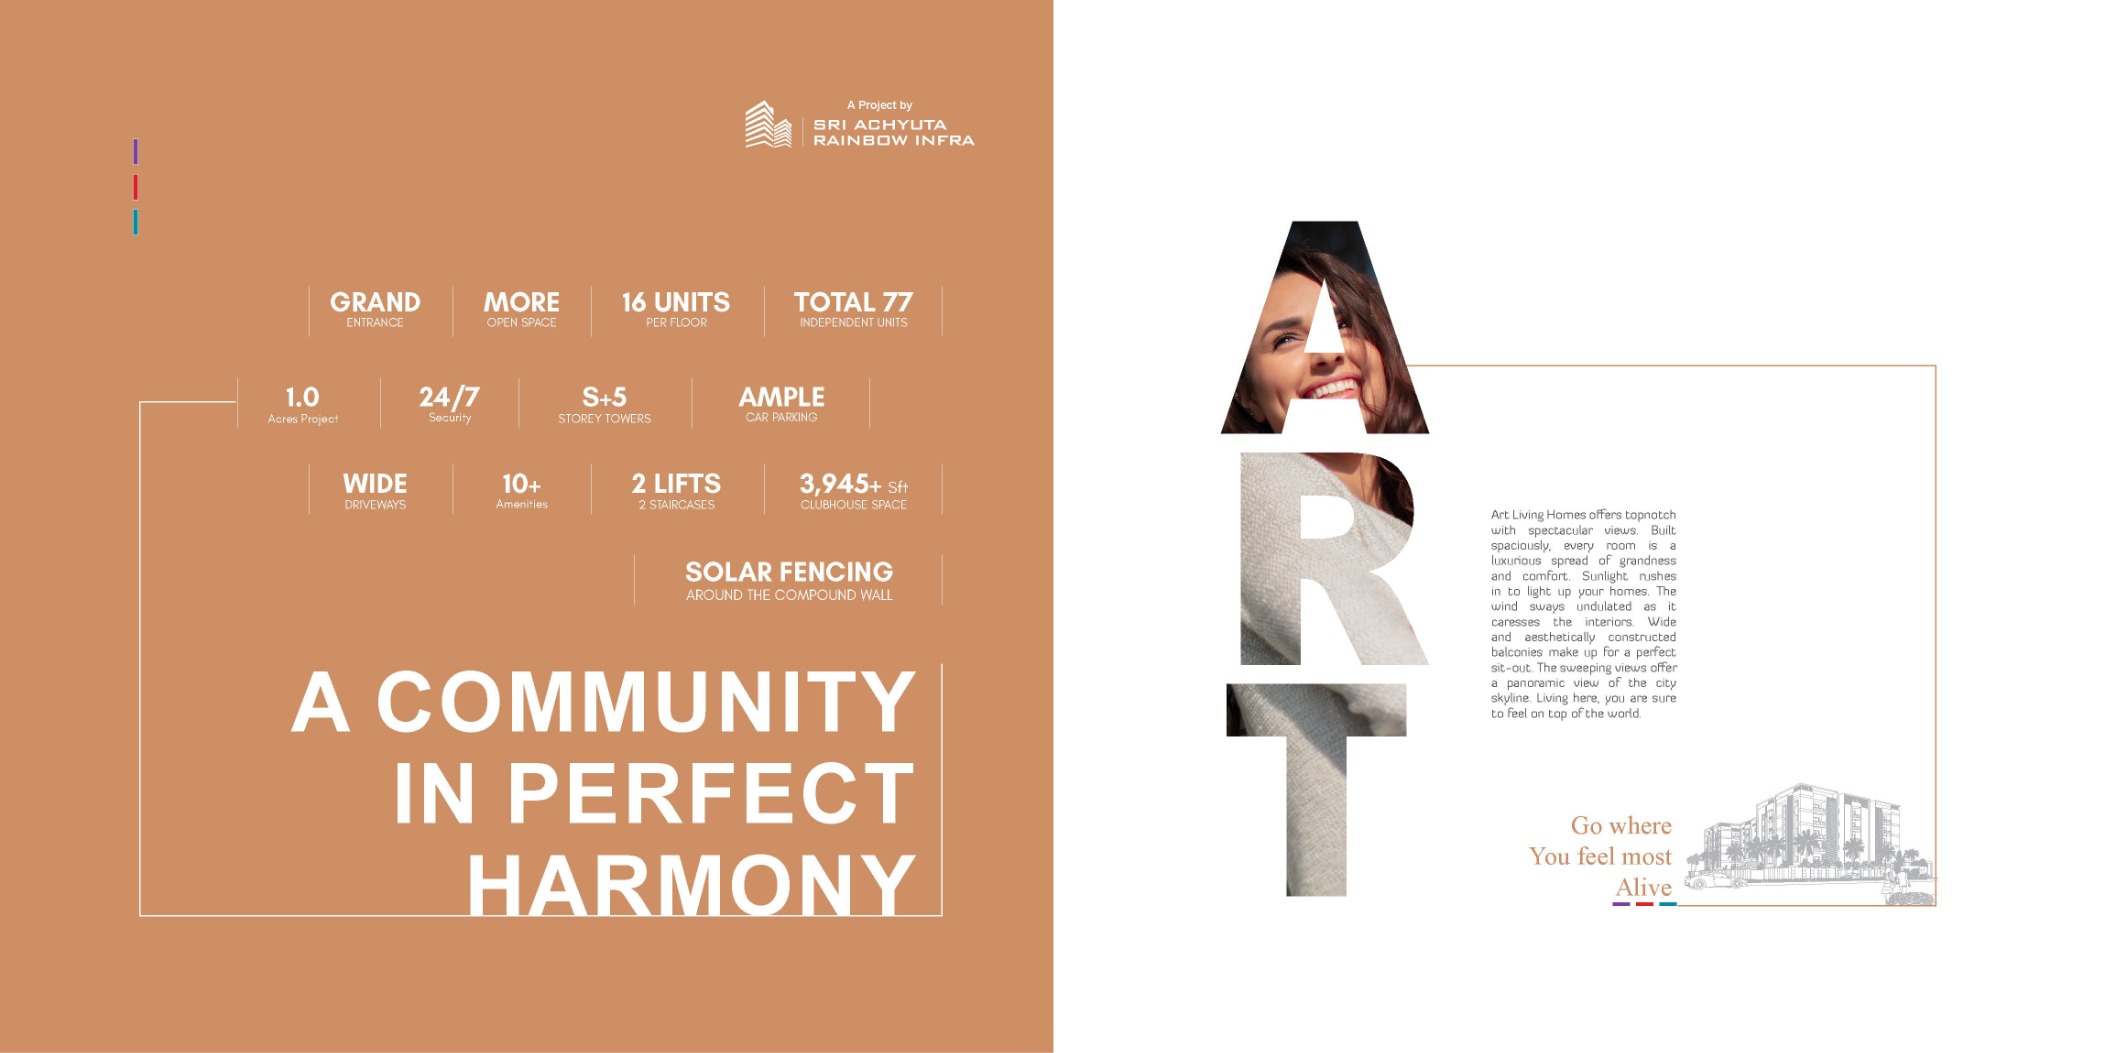 A Project by
SRI ACHYUTA
RAINBOW INFRA
GRAND
ENTRANCE
MORE
OPEN SPACE
16 UNITS
PER FLOOR
TOTAL 77
INDEPENDENT UNITS
1.0
Acres Project
24/7
Security
S+5
STOREY TOWERS
AMPLE
CAR PARKING
WIDE
DRIVEWAYS
10+
Amenities
2 LIFTS
2 STAIRCASES
3,945+ Sft
CLUBHOUSE SPACE
SOLAR FENCING
AROUND THE COMPOUND WALL
A COMMUNITY
IN PERFECT
HARMONY
A
R
T
Art Living Homes offers topnotch
with spectacular views. Built
spaciously, every room is a
luxurious spread of grandness
and comfort. Sunlight rushes
in to light up your homes. The
wind sways undulated as it
caresses the interiors. Wide
and aesthetically constructed
balconies make up for a perfect
sit-out. The sweeping views offer
a panoramic view of the city
skyline. Living here, you are sure
to feel on top of the world.
Go where
You feel most
Alive